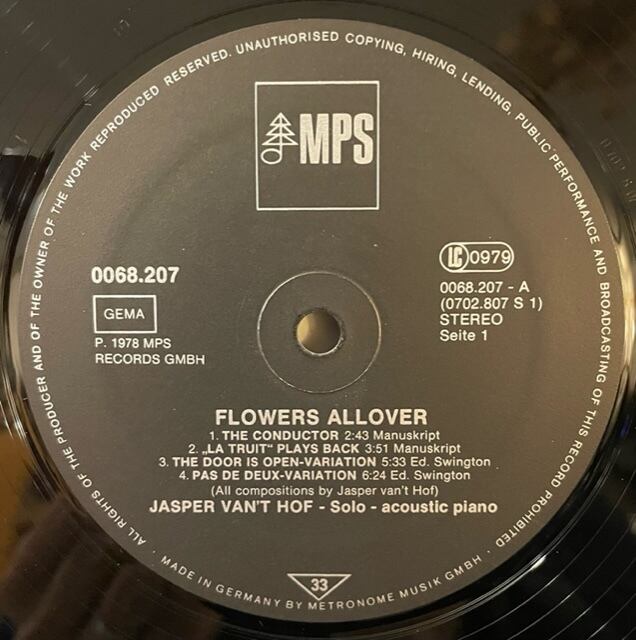 ALL RIGHTS OF THE PRODUCER AND OF THE OWNER OF THE WORK REPRODUCED RESERVED. UNAUTHORISED COPYING, HIRING, LENDING, PUBLIC PERFORMANCE AND BROADCASTING OF THIS RECORD PROHIBITED
MPS
0068.207
GEMA
P. 1978 MPS
RECORDS GMBH
LC 0979
0068.207 - A
(0702.807 S 1)
STEREO
Seite 1
FLOWERS ALLOVER
1. THE CONDUCTOR 2:43 Manuskript
2. „LA TRUIT“ PLAYS BACK 3:51 Manuskript
3. THE DOOR IS OPEN-VARIATION 5:33 Ed. Swington
4. PAS DE DEUX-VARIATION 6:24 Ed. Swington
(All compositions by Jasper van't Hof)
JASPER VAN'T HOF - Solo - acoustic piano
33
· MADE IN GERMANY BY METRONOME MUSIK GMBH ·